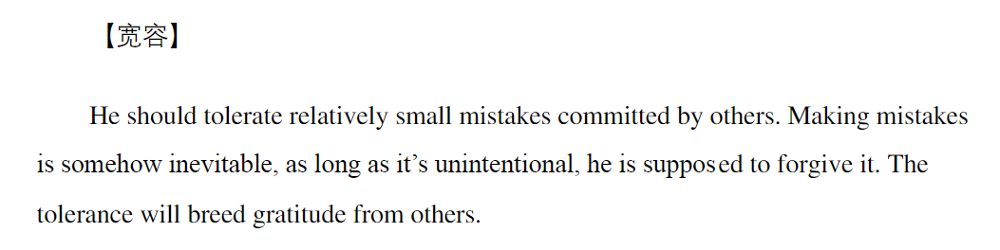 【宽容】
He should tolerate relatively small mistakes committed by others. Making mistakes
is somehow inevitable, as long as it’s unintentional, he is supposed to forgive it. The
tolerance will breed gratitude from others.